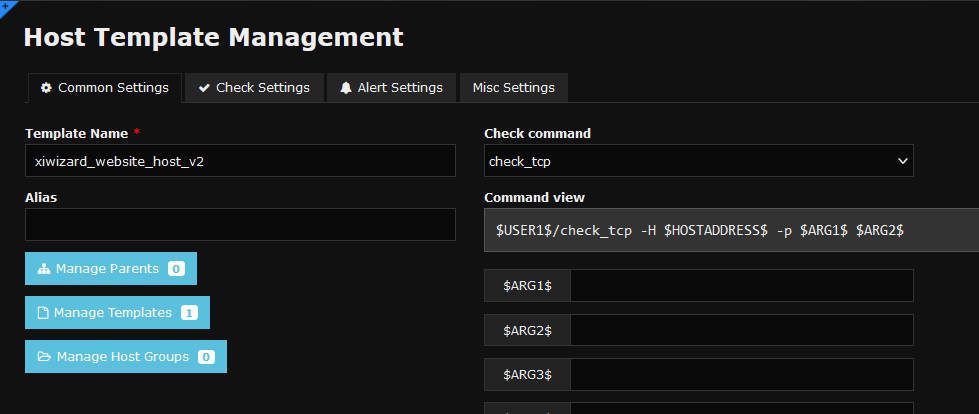 Host Template Management
Common Settings
Check Settings
Alert Settings
Misc Settings
Template Name *
xiwizard_website_host_v2
Alias
Manage Parents 0
Manage Templates 1
Manage Host Groups 0
Check command
check_tcp
Command view
$USER1$/check_tcp -H $HOSTADDRESS$ -p $ARG1$ $ARG2$
$ARG1$
$ARG2$
$ARG3$